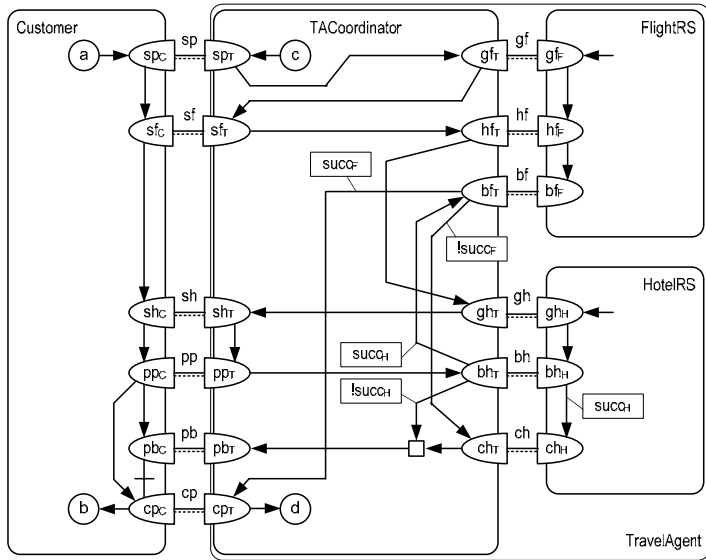 Customer
TACoordinator
FlightRS
sp
gf
a
spC
spT
c
gfT
gfF
sf
hf
sfC
sfT
hfT
hfF
succF
bf
bfT
bfF
!succF
HotelRS
sh
gh
shC
shT
ghT
ghH
pp
succH
bh
ppC
ppT
bhT
bhH
!succH
succH
pb
ch
pbC
pbT
chT
chH
cp
b
cpC
cpT
d
TravelAgent